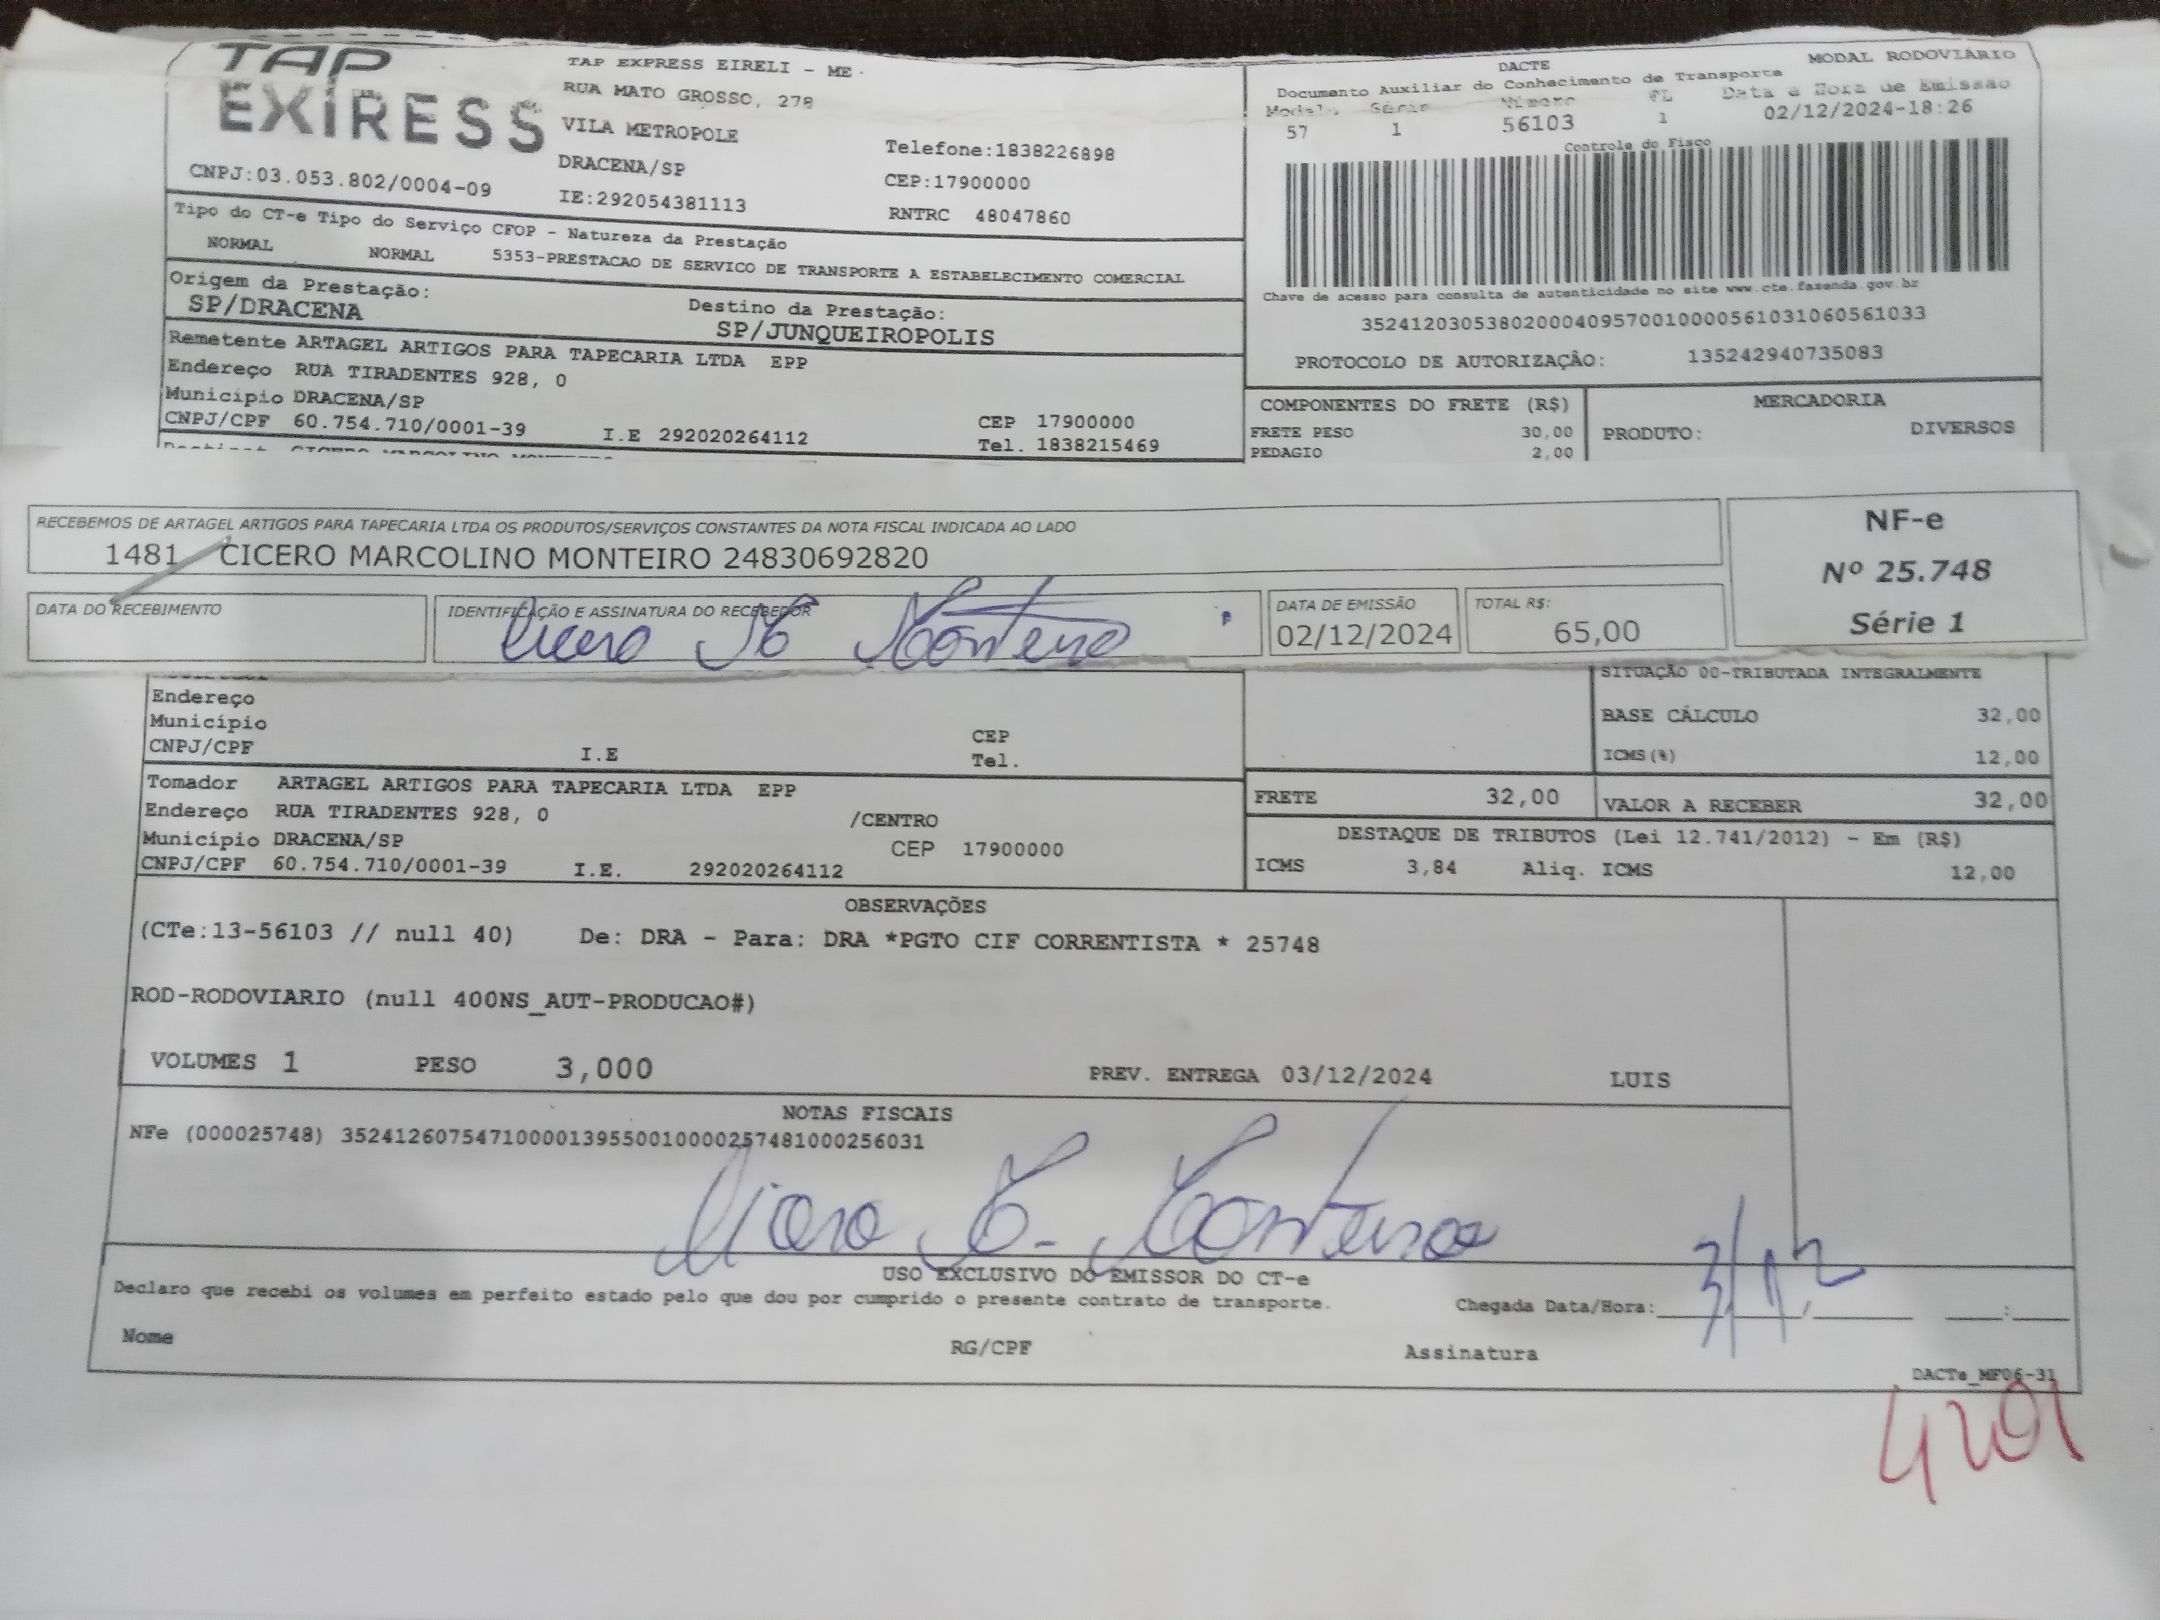 TAP
EXPRESS
TAP EXPRESS EIRELI - ME
RUA MATO GROSSO, 278
VILA METROPOLE
DRACENA/SP
IE:292054381113
Telefone:1838226898
CEP:17900000
RNTRC 48047860
CNPJ:03.053.802/0004-09
DACTE
MODAL RODOVIÁRIO
Documento Auxiliar do Conhecimento de Transporte
Modelo Série Número FL Data e Hora de Emissão
57 1 56103 1 02/12/2024-18:26
Controle do Fisco
Chave de acesso para consulta de autenticidade no site www.cte.fazenda.gov.br
35241203053802000409570010000561031060561033
PROTOCOLO DE AUTORIZAÇÃO: 135242940735083
Tipo do CT-e Tipo do Serviço CFOP - Natureza da Prestação
NORMAL NORMAL 5353-PRESTACAO DE SERVICO DE TRANSPORTE A ESTABELECIMENTO COMERCIAL
Origem da Prestação: Destino da Prestação:
SP/DRACENA SP/JUNQUEIROPOLIS
Remetente ARTAGEL ARTIGOS PARA TAPECARIA LTDA EPP
Endereço RUA TIRADENTES 928, 0
Município DRACENA/SP CEP 17900000
CNPJ/CPF 60.754.710/0001-39 I.E 292020264112 Tel. 1838215469
COMPONENTES DO FRETE (R$)
FRETE PESO 30,00
PEDAGIO 2,00
MERCADORIA
PRODUTO: DIVERSOS
RECEBEMOS DE ARTAGEL ARTIGOS PARA TAPECARIA LTDA OS PRODUTOS/SERVIÇOS CONSTANTES DA NOTA FISCAL INDICADA AO LADO
1481 CICERO MARCOLINO MONTEIRO 24830692820
DATA DO RECEBIMENTO
IDENTIFICAÇÃO E ASSINATURA DO RECEBEDOR
Cicero M Monteiro
DATA DE EMISSÃO
02/12/2024
TOTAL R$:
65,00
NF-e
Nº 25.748
Série 1
Endereço
Município CEP
CNPJ/CPF I.E Tel.
SITUAÇÃO 00-TRIBUTADA INTEGRALMENTE
BASE CÁLCULO 32,00
ICMS(%) 12,00
Tomador ARTAGEL ARTIGOS PARA TAPECARIA LTDA EPP
Endereço RUA TIRADENTES 928, 0 /CENTRO
Município DRACENA/SP CEP 17900000
CNPJ/CPF 60.754.710/0001-39 I.E. 292020264112
FRETE 32,00 VALOR A RECEBER 32,00
DESTAQUE DE TRIBUTOS (Lei 12.741/2012) - Em (R$)
ICMS 3,84 Aliq. ICMS 12,00
OBSERVAÇÕES
(CTe:13-56103 // null 40) De: DRA - Para: DRA *PGTO CIF CORRENTISTA * 25748
ROD-RODOVIARIO (null 400NS_AUT-PRODUCAO#)
VOLUMES 1 PESO 3,000 PREV. ENTREGA 03/12/2024 LUIS
NOTAS FISCAIS
NFe (000025748) 35241260754710000139550010000257481000256031
Cicero M. Monteiro
3/12
USO EXCLUSIVO DO EMISSOR DO CT-e
Declaro que recebi os volumes em perfeito estado pelo que dou por cumprido o presente contrato de transporte. Chegada Data/Hora:
Nome RG/CPF Assinatura
DACTe_MF06-31
4201